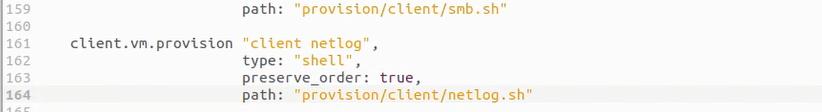 159 path: "provision/client/smb.sh"
160
161 client.vm.provision "client netlog",
162 type: "shell",
163 preserve_order: true,
164 path: "provision/client/netlog.sh"
165